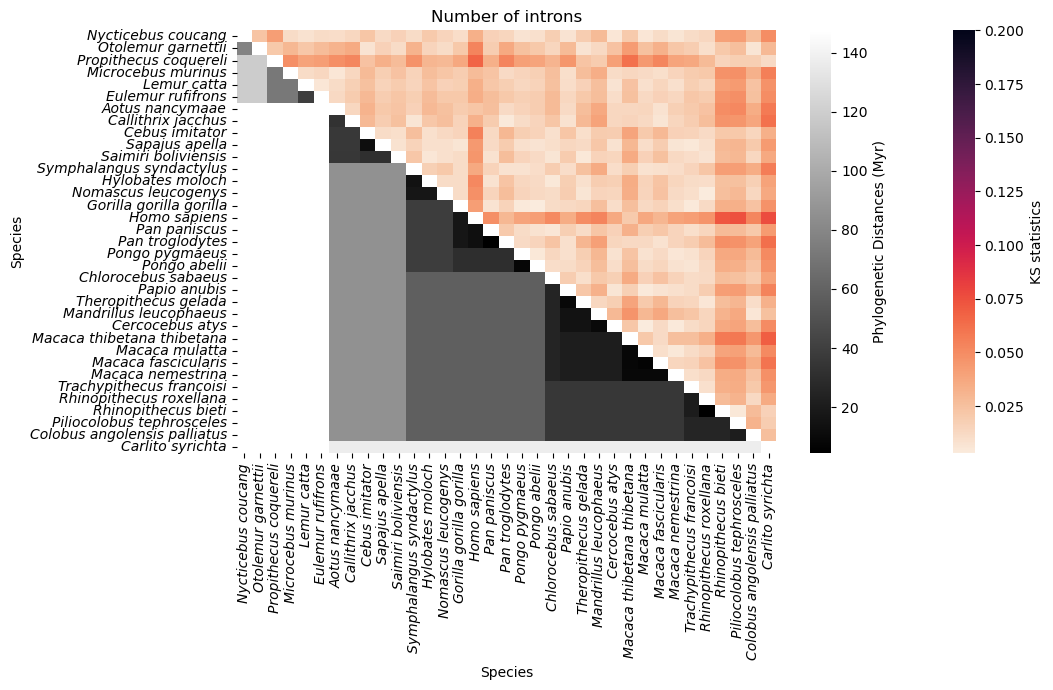 Number of introns
Nycticebus coucang
Otolemur garnettii
Propithecus coquereli
Microcebus murinus
Lemur catta
Eulemur rufifrons
Aotus nancymaae
Callithrix jacchus
Cebus imitator
Sapajus apella
Saimiri boliviensis
Symphalangus syndactylus
Hylobates moloch
Nomascus leucogenys
Gorilla gorilla gorilla
Homo sapiens
Pan paniscus
Pan troglodytes
Pongo pygmaeus
Pongo abelii
Chlorocebus sabaeus
Papio anubis
Theropithecus gelada
Mandrillus leucophaeus
Cercocebus atys
Macaca thibetana thibetana
Macaca mulatta
Macaca fascicularis
Macaca nemestrina
Trachypithecus francoisi
Rhinopithecus roxellana
Rhinopithecus bieti
Piliocolobus tephrosceles
Colobus angolensis palliatus
Carlito syrichta
Species
Nycticebus coucang
Otolemur garnettii
Propithecus coquereli
Microcebus murinus
Lemur catta
Eulemur rufifrons
Aotus nancymaae
Callithrix jacchus
Cebus imitator
Sapajus apella
Saimiri boliviensis
Symphalangus syndactylus
Hylobates moloch
Nomascus leucogenys
Gorilla gorilla gorilla
Homo sapiens
Pan paniscus
Pan troglodytes
Pongo pygmaeus
Pongo abelii
Chlorocebus sabaeus
Papio anubis
Theropithecus gelada
Mandrillus leucophaeus
Cercocebus atys
Macaca thibetana thibetana
Macaca mulatta
Macaca fascicularis
Macaca nemestrina
Trachypithecus francoisi
Rhinopithecus roxellana
Rhinopithecus bieti
Piliocolobus tephrosceles
Colobus angolensis palliatus
Carlito syrichta
Species
140
120
100
80
60
40
20
Phylogenetic Distances (Myr)
0.200
0.175
0.150
0.125
0.100
0.075
0.050
0.025
KS statistics